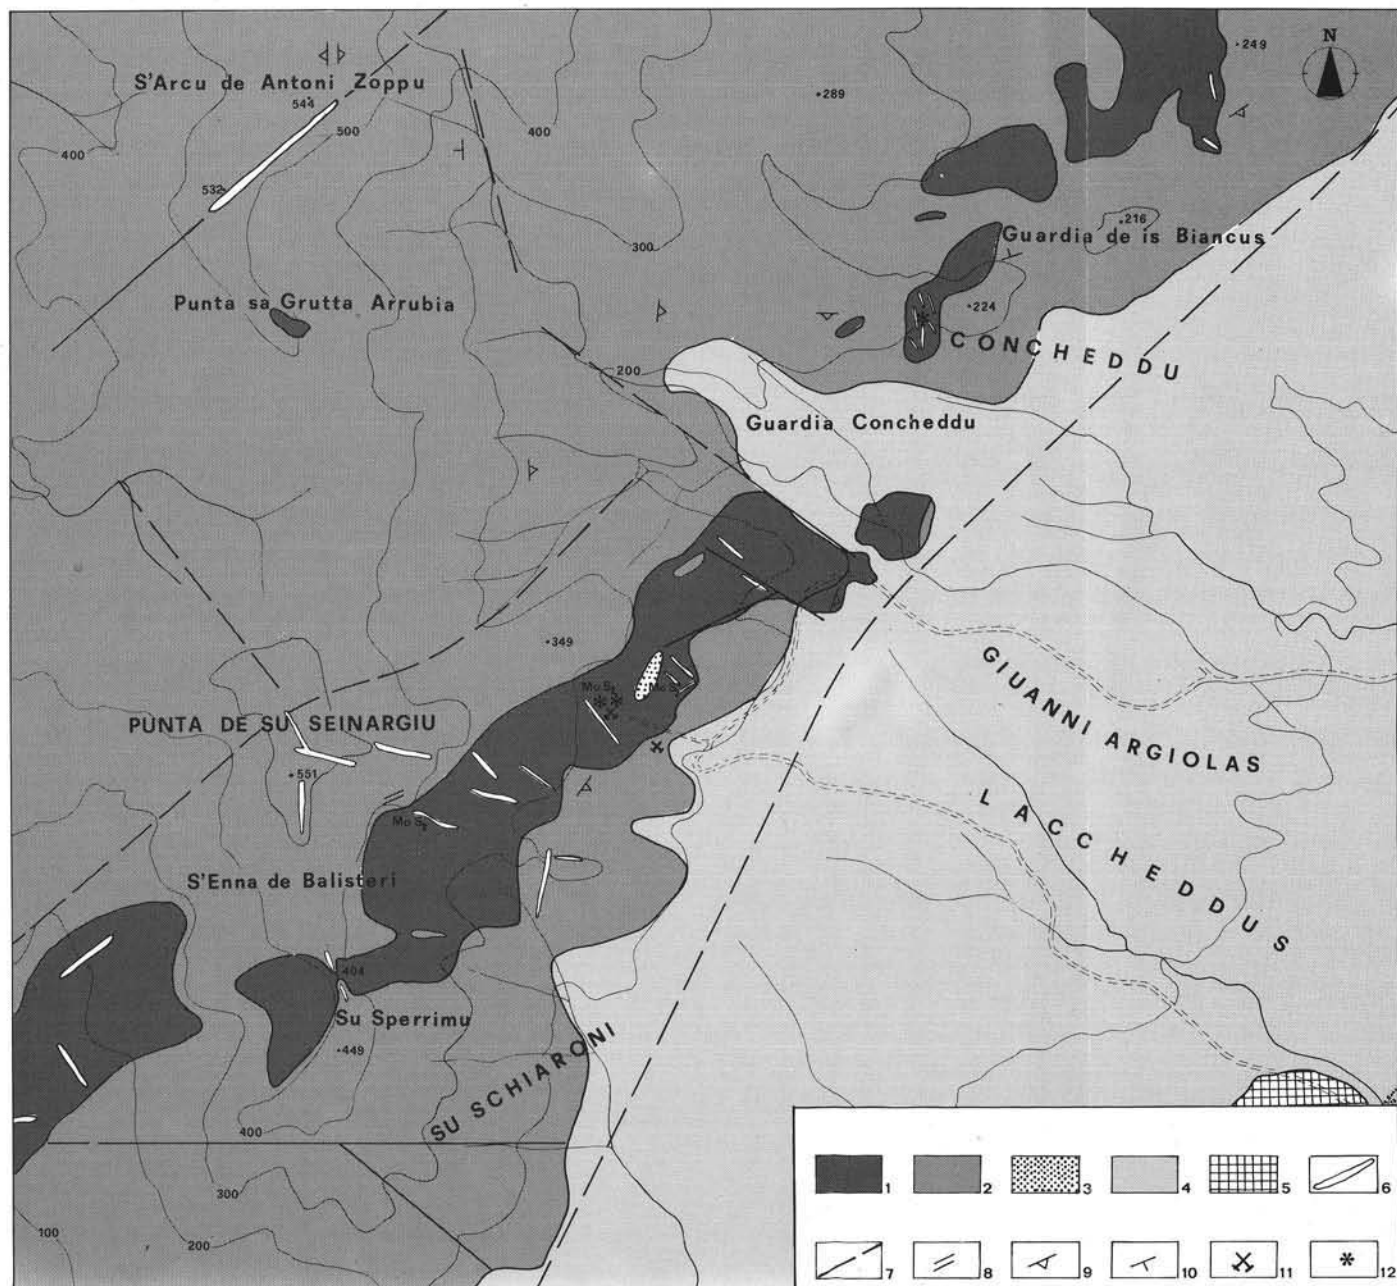 N
249
S'Arcu de Antoni Zoppu
544
289
500
400
400
532
216
300
Guardia de is Biancus
Punta sa Grutta Arrubia
224
CONCHEDDU
200
Guardia Concheddu
349
GIUANNI ARGIOLAS
MoS2
MoS2
PUNTA DE SU SEINARGIU
551
LACCHEDDUS
MoS2
S'Enna de Balisteri
404
Su Sperrimu
449
SU SCHIARONI
400
300
100
200
1 2 3 4 5 6
7 8 9 10 11 12